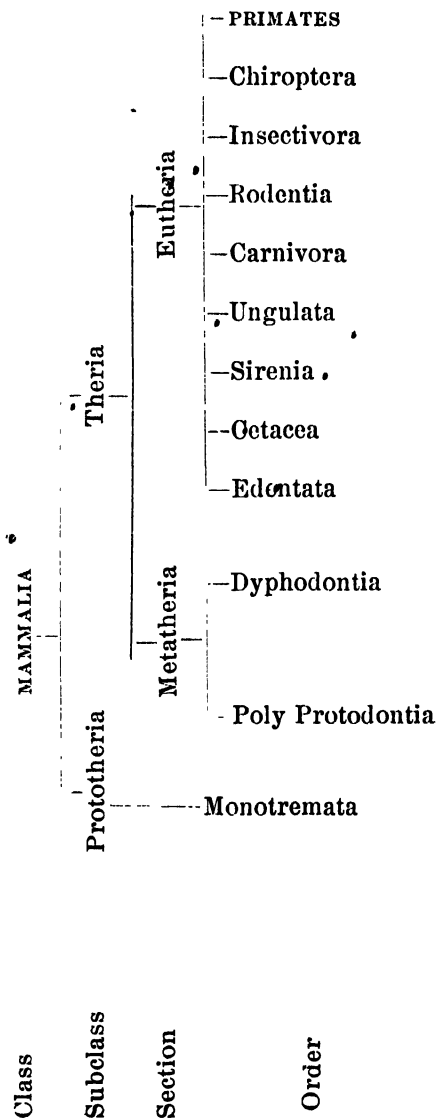 PRIMATES
Chiroptera
Insectivora
Rodentia
Carnivora
Ungulata
Sirenia
Cetacea
Edentata
Eutheria
Theria
Dyphodontia
Metatheria
MAMMALIA
Poly Protodontia
Prototheria
Monotremata
Class
Subclass
Section
Order